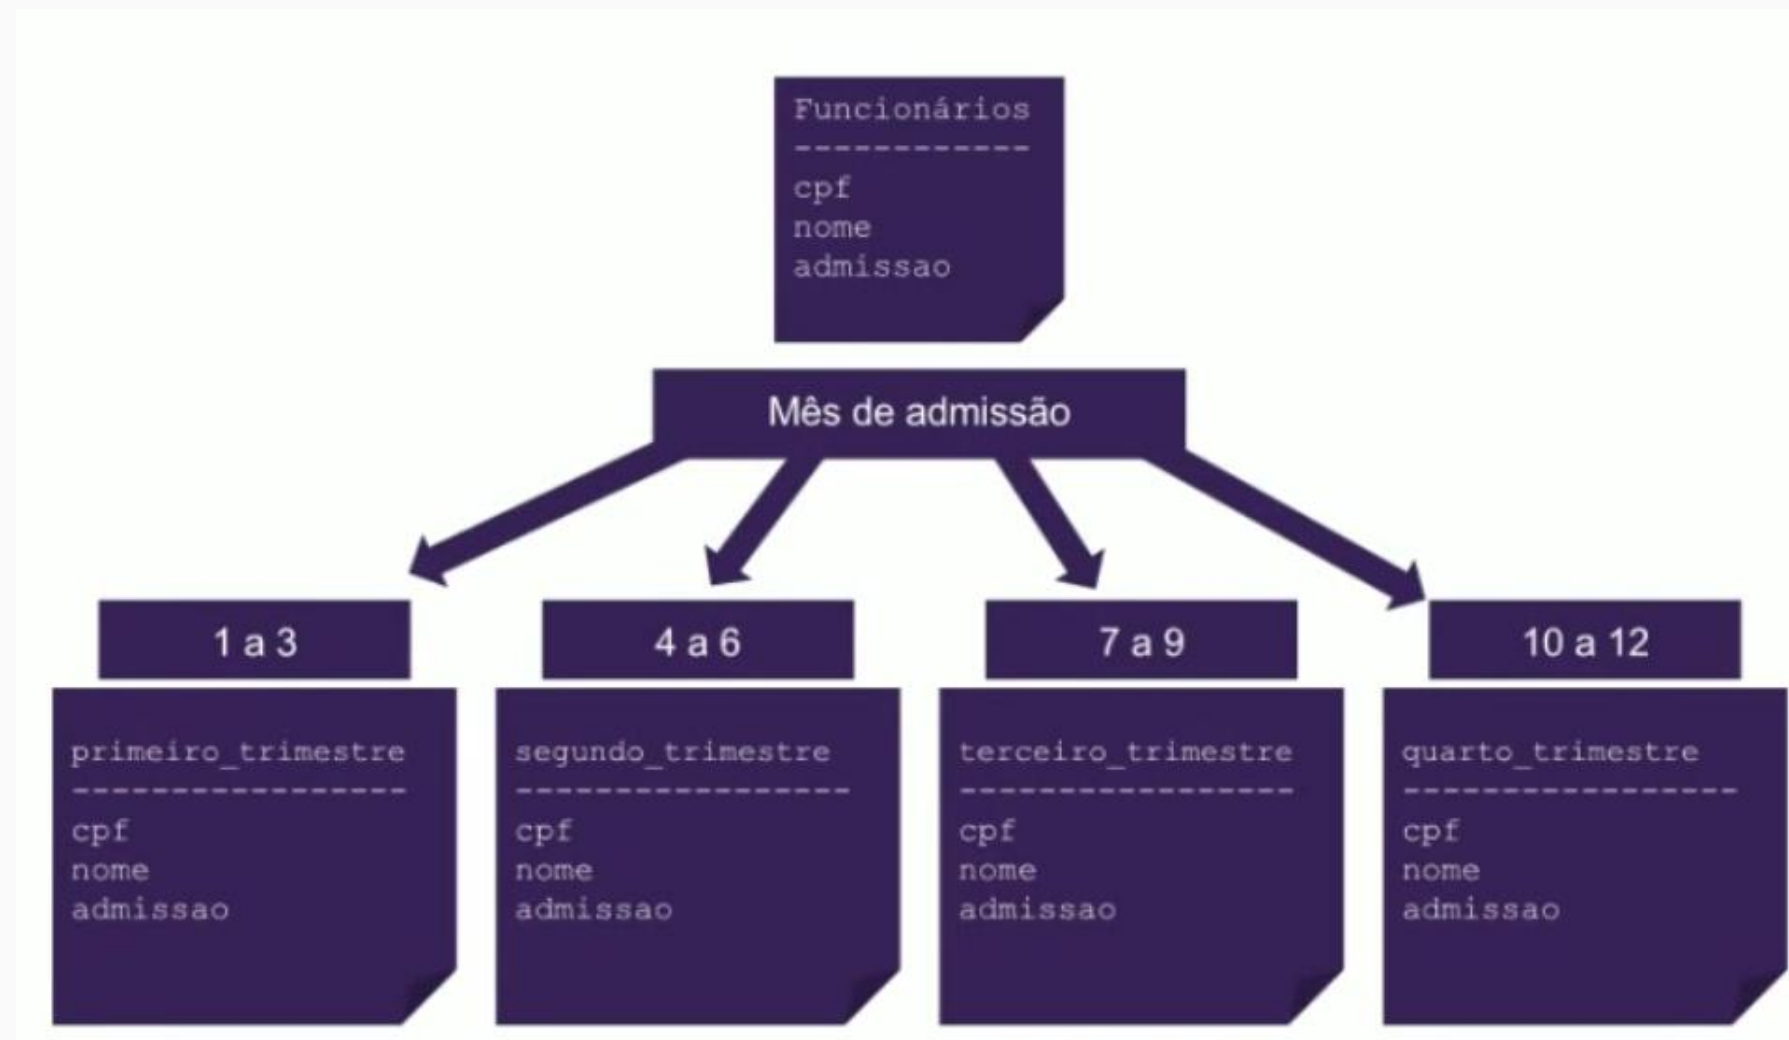 Funcionários
------------
cpf
nome
admissao
Mês de admissão
1 a 3
primeiro_trimestre
-----------------
cpf
nome
admissao
4 a 6
segundo_trimestre
-----------------
cpf
nome
admissao
7 a 9
terceiro_trimestre
-----------------
cpf
nome
admissao
10 a 12
quarto_trimestre
-----------------
cpf
nome
admissao